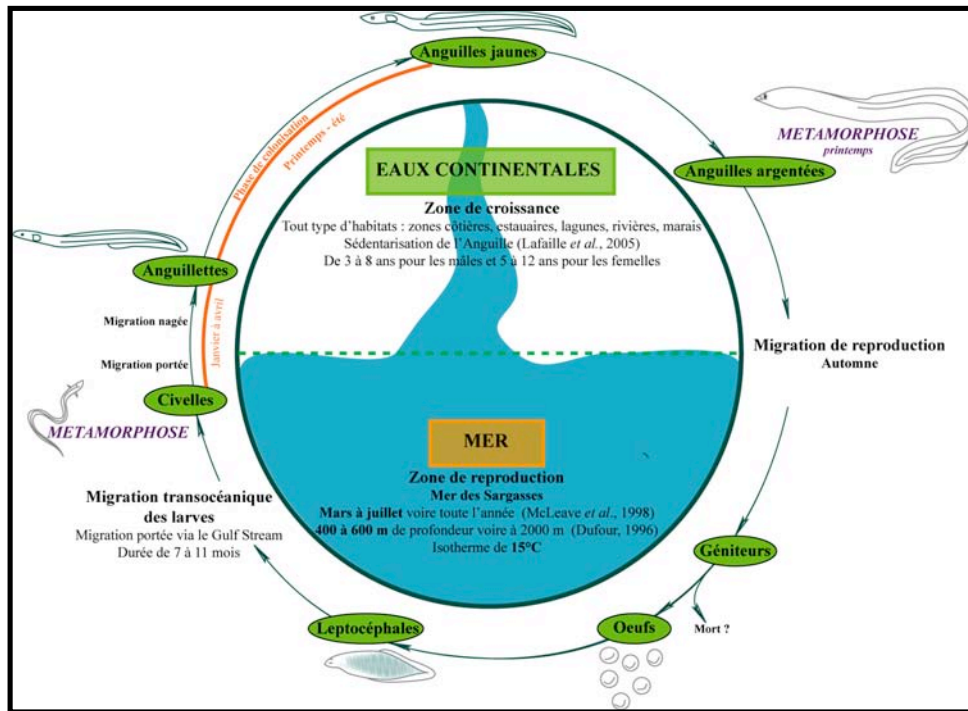 Anguilles jaunes
METAMORPHOSE
printemps
Anguilles argentées
Phase de colonisation
Printemps - été
EAUX CONTINENTALES
Zone de croissance
Tout type d'habitats : zones côtières, estauaires, lagunes, rivières, marais
Sédentarisation de l'Anguille (Lafaille et al., 2005)
De 3 à 8 ans pour les mâles et 5 à 12 ans pour les femelles
Anguillettes
Migration nagée
Janvier à avril
Migration portée
Civelles
METAMORPHOSE
Migration de reproduction
Automne
MER
Zone de reproduction
Mer des Sargasses
Mars à juillet voire toute l'année (McLeave et al., 1998)
400 à 600 m de profondeur voire à 2000 m (Dufour, 1996)
Isotherme de 15°C
Migration transocéanique
des larves
Migration portée via le Gulf Stream
Durée de 7 à 11 mois
Géniteurs
Mort ?
Oeufs
Leptocéphales